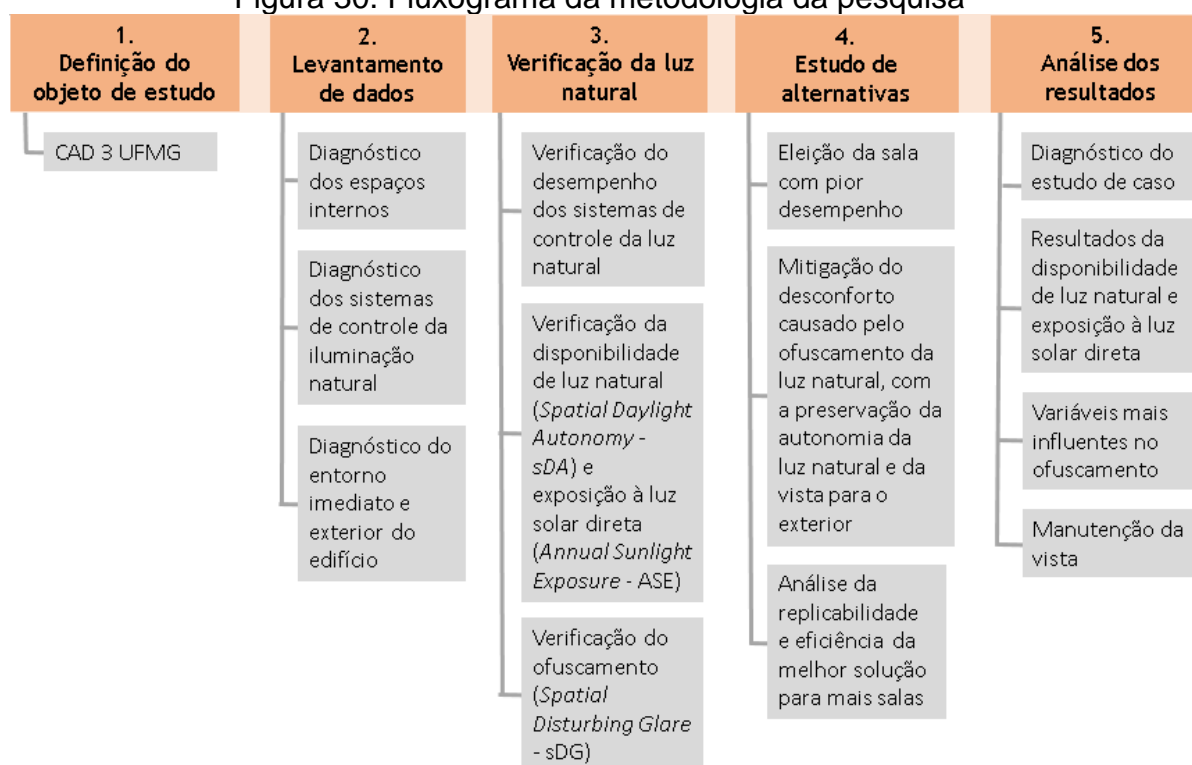 Figura 30: Fluxograma da metodologia da pesquisa
1.
Definição do
objeto de estudo
CAD 3 UFMG
2.
Levantamento
de dados
Diagnóstico
dos espaços
internos
Diagnóstico
dos sistemas
de controle da
iluminação
natural
Diagnóstico do
entorno
imediato e
exterior do
edifício
3.
Verificação da luz
natural
Verificação do
desempenho
dos sistemas de
controle da luz
natural
Verificação da
disponibilidade
de luz natural
(Spatial Daylight
Autonomy -
sDA) e
exposição à luz
solar direta
(Annual Sunlight
Exposure - ASE)
Verificação do
ofuscamento
(Spatial
Disturbing Glare
- sDG)
4.
Estudo de
alternativas
Eleição da sala
com pior
desempenho
Mitigação do
desconforto
causado pelo
ofuscamento da
luz natural, com
a preservação da
autonomia da
luz natural e da
vista para o
exterior
Análise da
replicabilidade
e eficiência da
melhor solução
para mais salas
5.
Análise dos
resultados
Diagnóstico do
estudo de caso
Resultados da
disponibilidade
de luz natural e
exposição à luz
solar direta
Variáveis mais
influentes no
ofuscamento
Manutenção da
vista